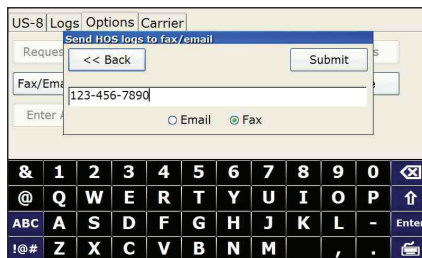 US-8 Logs Options Carrier
Send HOS logs to fax/email
<< Back Submit
123-456-7890
Email Fax
& 1 2 3 4 5 6 7 8 9 0
@ Q W E R T Y U I O P
ABC A S D F G H J K L - Enter
!@# Z X C V B N M , .